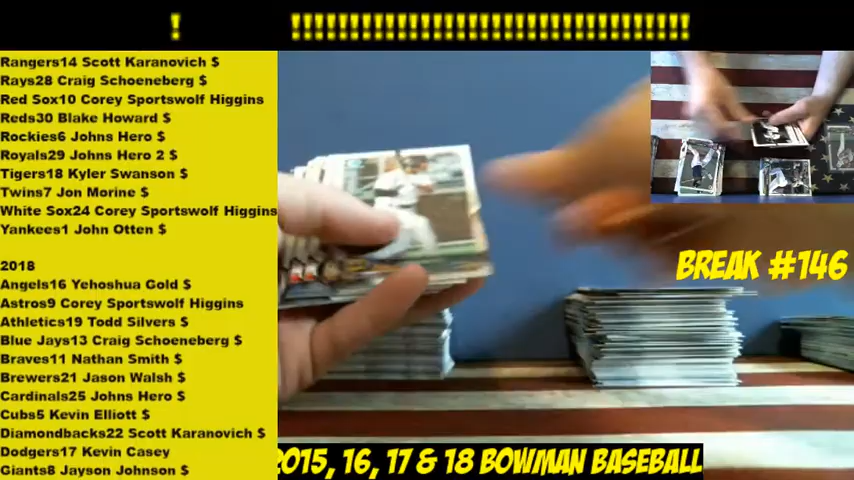 ! !!!!!!!!!!!!!!!!!!!!!!!!!!!!!!!!!
Rangers14 Scott Karanovich $
Rays28 Craig Schoeneberg $
Red Sox10 Corey Sportswolf Higgins
Reds30 Blake Howard $
Rockies6 Johns Hero $
Royals29 Johns Hero 2 $
Tigers18 Kyler Swanson $
Twins7 Jon Morine $
White Sox24 Corey Sportswolf Higgins
Yankees1 John Otten $
2018
Angels16 Yehoshua Gold $
Astros9 Corey Sportswolf Higgins
Athletics19 Todd Silvers $
Blue Jays13 Craig Schoeneberg $
Braves11 Nathan Smith $
Brewers21 Jason Walsh $
Cardinals25 Johns Hero $
Cubs5 Kevin Elliott $
Diamondbacks22 Scott Karanovich $
Dodgers17 Kevin Casey
Giants8 Jayson Johnson $
BREAK #146
2015, 16, 17 & 18 BOWMAN BASEBALL